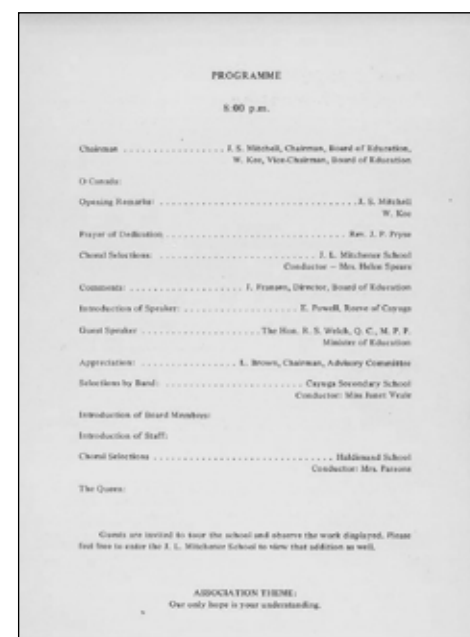 PROGRAMME
8:00 p.m.
Chairman . . . . . . . . . . . . . . . . . J. S. Mitchell, Chairman, Board of Education,
W. Kee, Vice-Chairman, Board of Education
O Canada:
Opening Remarks: . . . . . . . . . . . . . . . . . . . . . . . . . . . . . . . . . J. S. Mitchell
W. Kee
Prayer of Dedication . . . . . . . . . . . . . . . . . . . . . . . . . . . . . . Rev. J. P. Pryse
Choral Selections: . . . . . . . . . . . . . . . . . . . . . . . . . . J. L. Mitchener School
Conductor — Mrs. Helen Spears
Comments: . . . . . . . . . . . . . . . . . . J. Fransen, Director, Board of Education
Introduction of Speaker: . . . . . . . . . . . . . . . . . . E. Powell, Reeve of Cayuga
Guest Speaker . . . . . . . . . . . . . . . . . . The Hon. R. S. Welch, Q. C., M. P. P.
Minister of Education
Appreciation: . . . . . . . . . . . . . . . . L. Brown, Chairman, Advisory Committee
Selections by Band: . . . . . . . . . . . . . . . . . . . . . . . Cayuga Secondary School
Conductor: Miss Janet
Introduction of Board Members:
Introduction of Staff:
Choral Selections . . . . . . . . . . . . . . . . . . . . . . . . . . . . . Haldimand School
Conductor: Mrs. Parsons
The Queen:
Guests are invited to tour the school and observe the work displayed. Please
feel free to enter the J. L. Mitchener School to view that addition as well.
ASSOCIATION THEME:
Our only hope is your understanding.